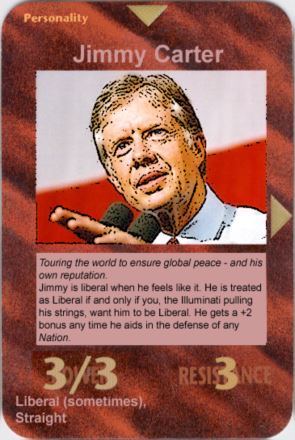 Personality
Jimmy Carter
Touring the world to ensure global peace - and his
own reputation.
Jimmy is liberal when he feels like it. He is treated
as Liberal if and only if you, the Illuminati pulling
his strings, want him to be Liberal. He gets a +2
bonus any time he aids in the defense of any
Nation.
POWER 3/3 RESISTANCE 3
Liberal (sometimes),
Straight